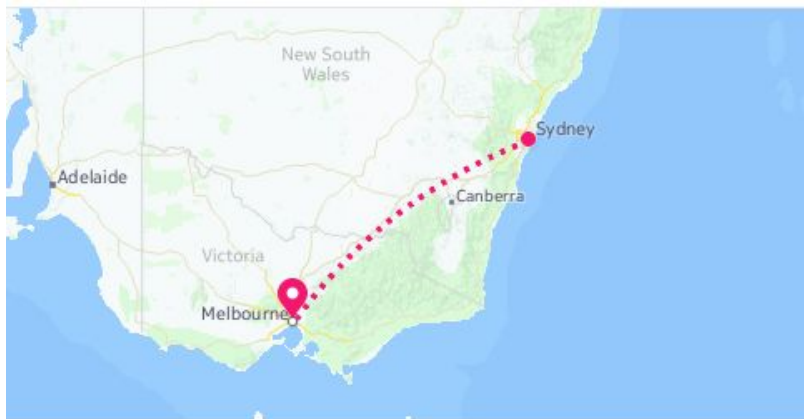 New South
Wales
Sydney
Adelaide
Canberra
Victoria
Melbourne